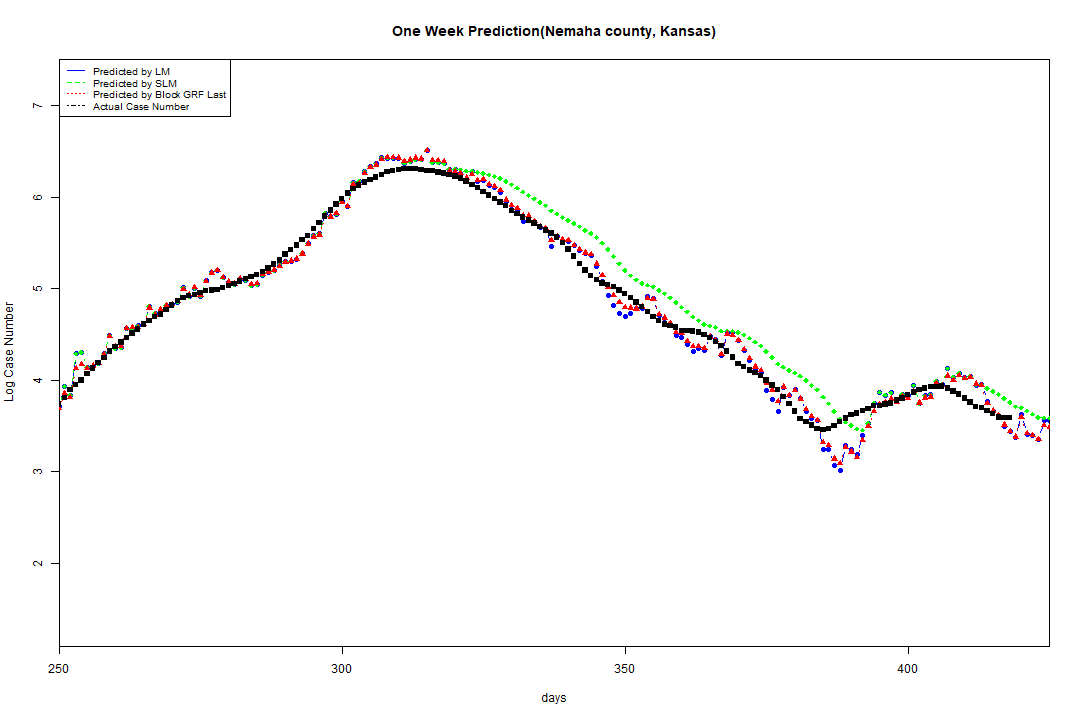 One Week Prediction(Nemaha county, Kansas)
Predicted by LM
Predicted by SLM
Predicted by Block GRF Last
Actual Case Number
7
6
5
4
3
2
Log Case Number
250
300
350
400
days